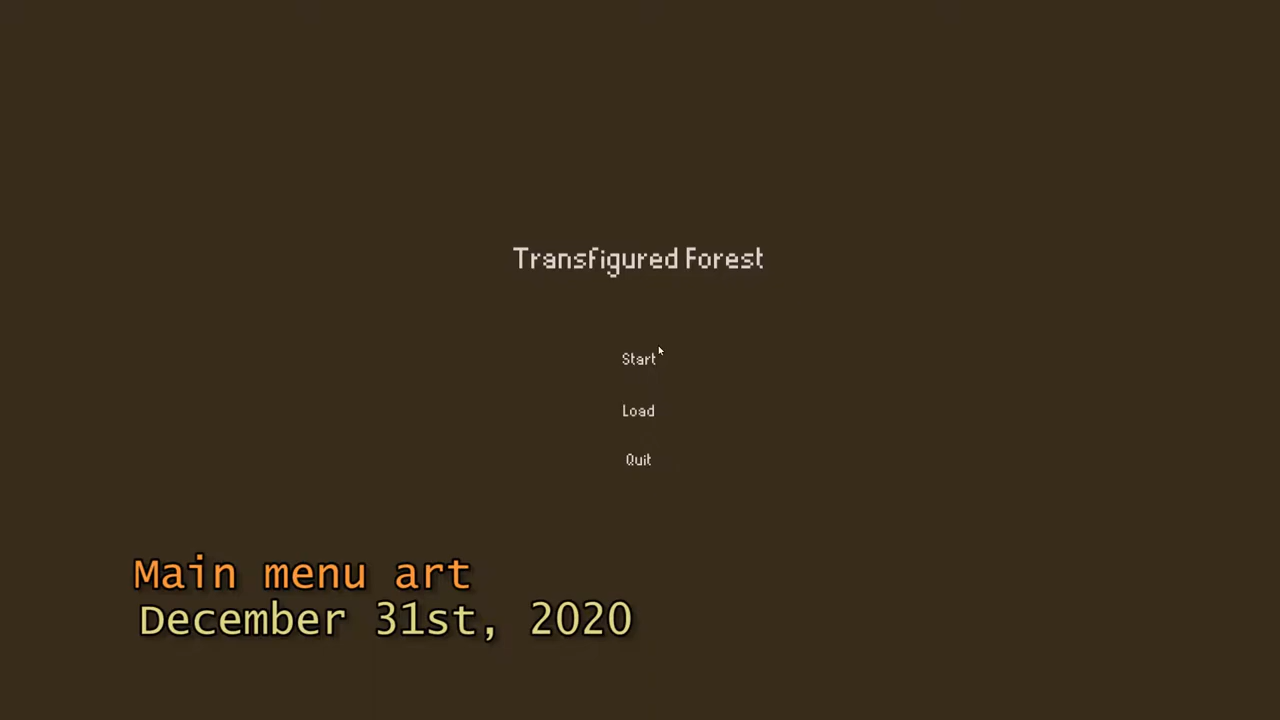 Transfigured Forest
Start
Load
Quit
Main menu art
December 31st, 2020